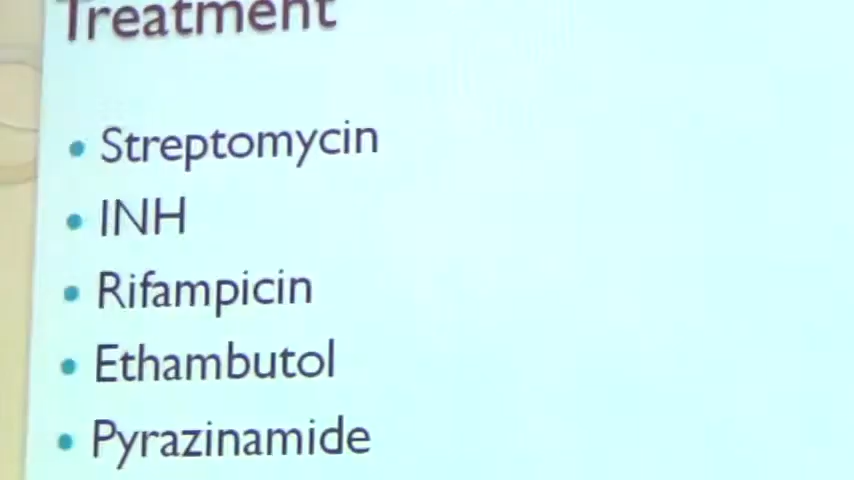 Treatment
Streptomycin
INH
Rifampicin
Ethambutol
Pyrazinamide